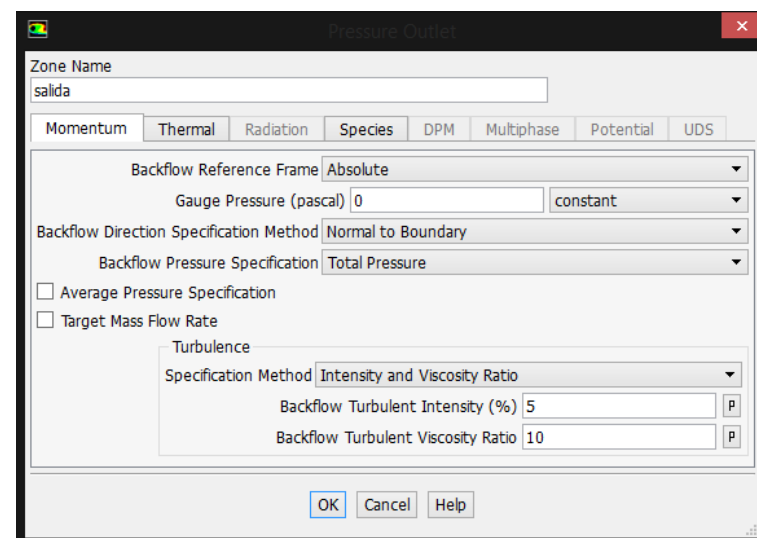 Pressure Outlet
Zone Name
salida
Momentum Thermal Radiation Species DPM Multiphase Potential UDS
Backflow Reference Frame Absolute
Gauge Pressure (pascal) 0 constant
Backflow Direction Specification Method Normal to Boundary
Backflow Pressure Specification Total Pressure
Average Pressure Specification
Target Mass Flow Rate
Turbulence
Specification Method Intensity and Viscosity Ratio
Backflow Turbulent Intensity (%) 5 P
Backflow Turbulent Viscosity Ratio 10 P
OK Cancel Help